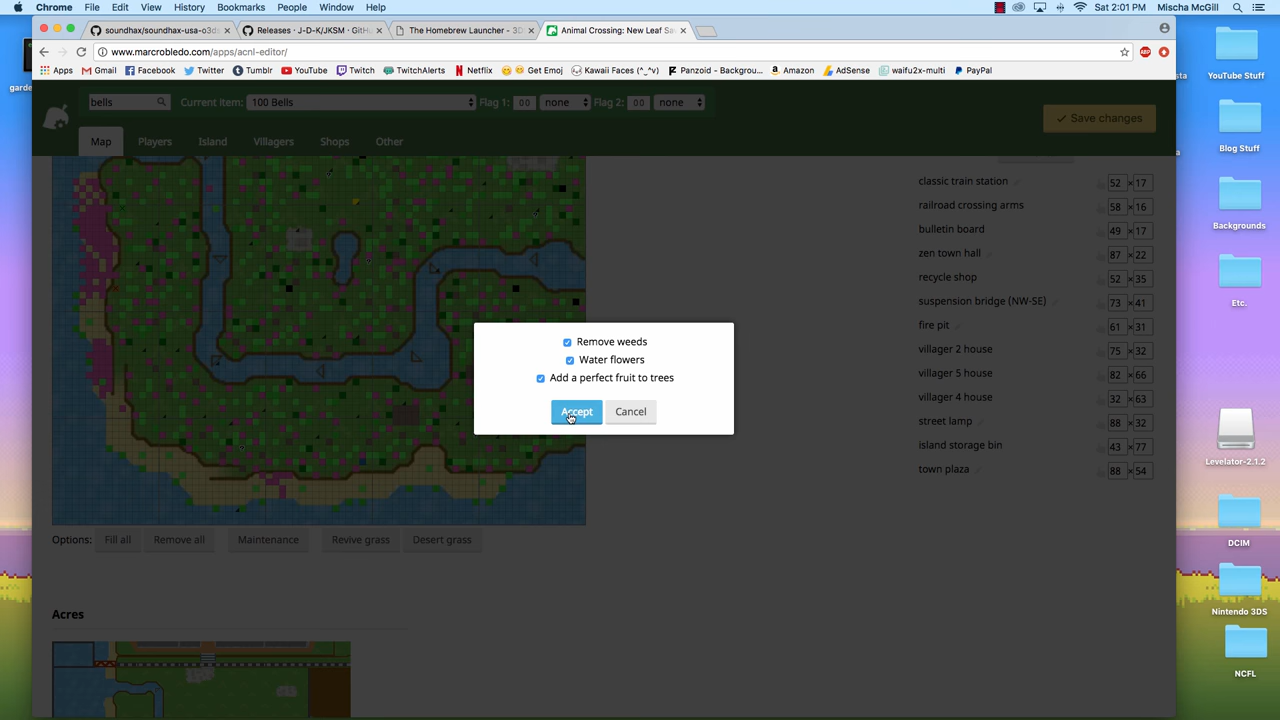 Chrome File Edit View History Bookmarks People Window Help Sat 2:01 PM Mischa McGill
soundhax/soundhax-usa-o3ds Releases · J-D-K/JKSM · GitHu The Homebrew Launcher - 3D Animal Crossing: New Leaf Sa
www.marcrobledo.com/apps/acnl-editor/
Apps Gmail Facebook Twitter Tumblr YouTube Twitch TwitchAlerts Netflix Get Emoj Kawaii Faces (^_^v) Panzoid - Backgrou... Amazon AdSense waifu2x-multi PayPal
bells Current item: 100 Bells Flag 1: 00 none Flag 2: 00 none
Save changes
Map Players Island Villagers Shops Other
classic train station 52 × 17
railroad crossing arms 58 × 16
bulletin board 49 × 17
zen town hall 87 × 22
recycle shop 52 × 35
suspension bridge (NW-SE) 73 × 41
fire pit 61 × 31
villager 2 house 75 × 32
villager 5 house 82 × 66
villager 4 house 32 × 63
street lamp 88 × 32
island storage bin 43 × 77
town plaza 88 × 54
Remove weeds
Water flowers
Add a perfect fruit to trees
Accept Cancel
Options: Fill all Remove all Maintenance Revive grass Desert grass
Acres
garde
YouTube Stuff
Blog Stuff
Backgrounds
Etc.
Levelator-2.1.2
DCIM
Nintendo 3DS
NCFL